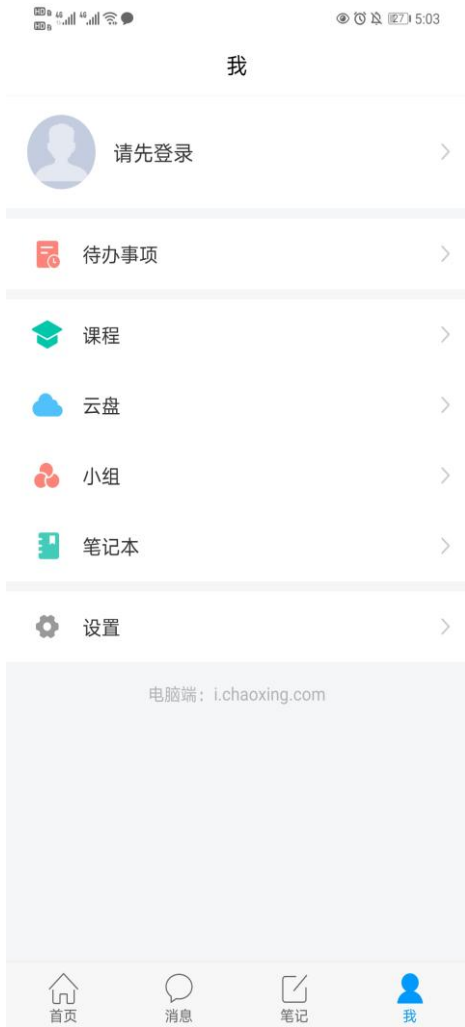 27 5:03
我
请先登录
待办事项
课程
云盘
小组
笔记本
设置
电脑端：i.chaoxing.com
首页 消息 笔记 我